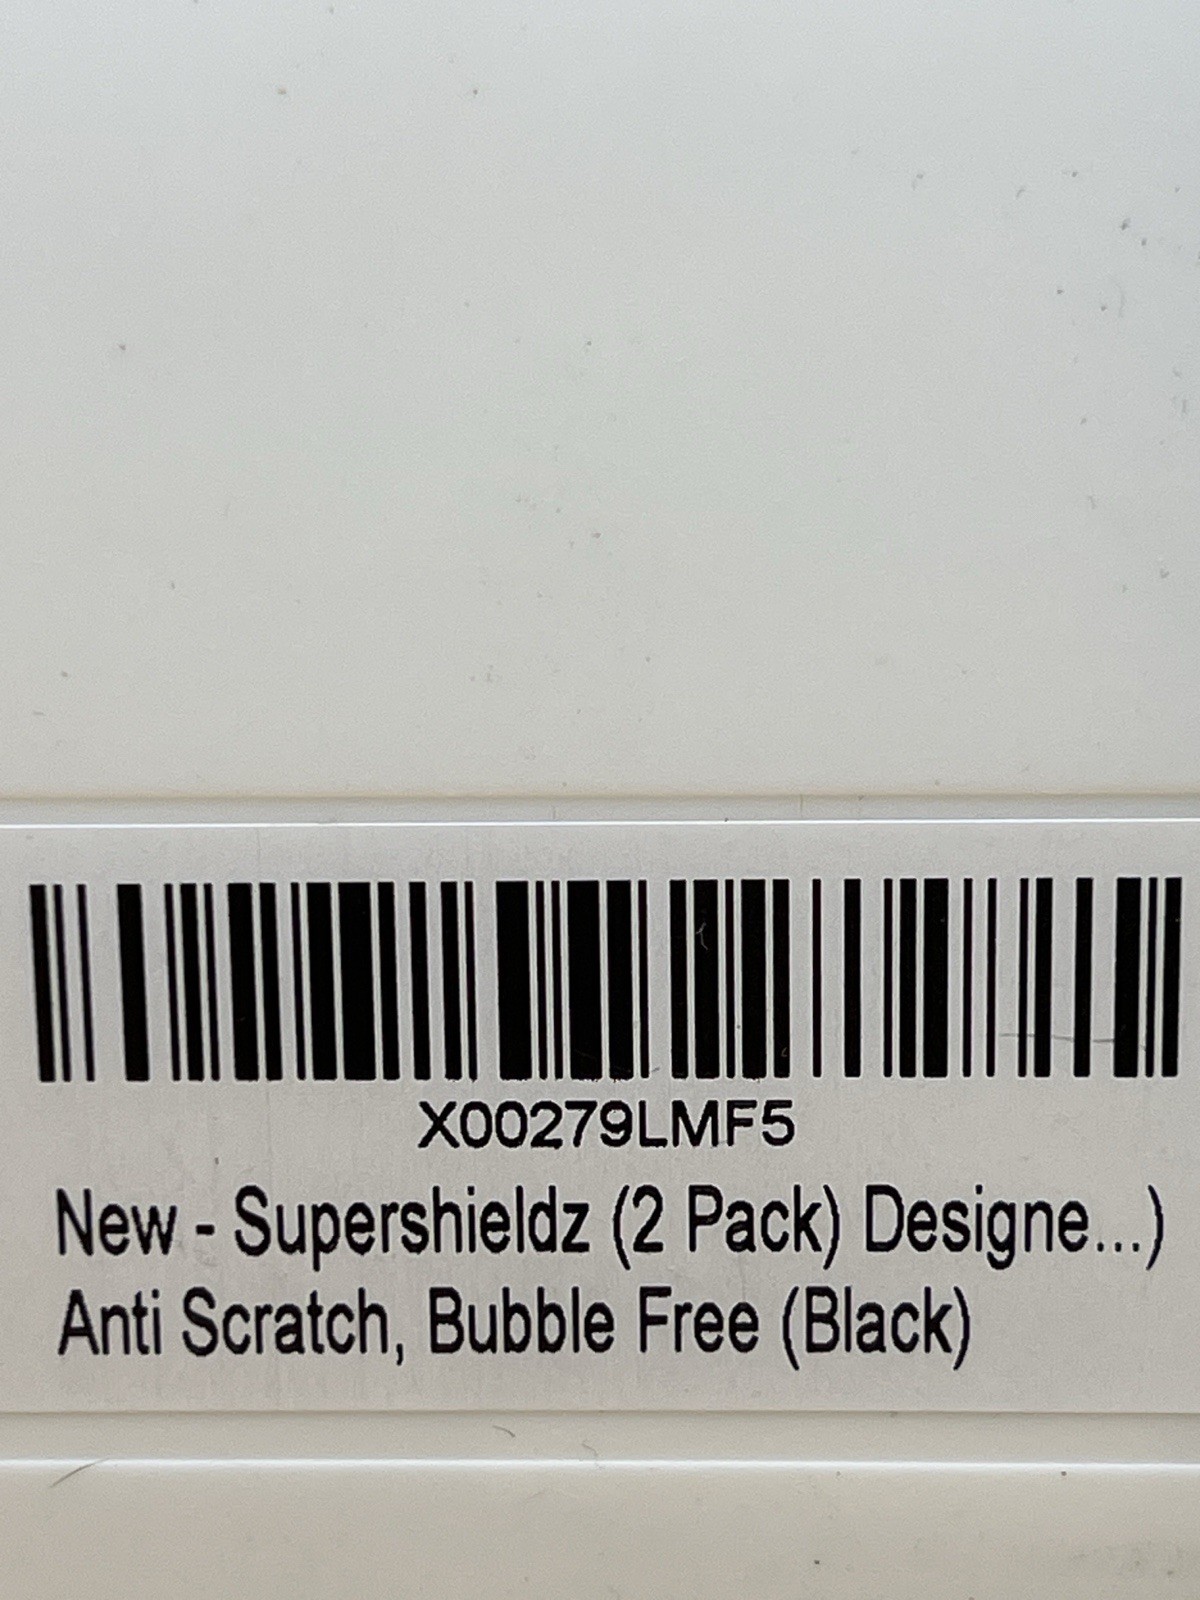 X00279LMF5
New - Supershieldz (2 Pack) Designe...)
Anti Scratch, Bubble Free (Black)